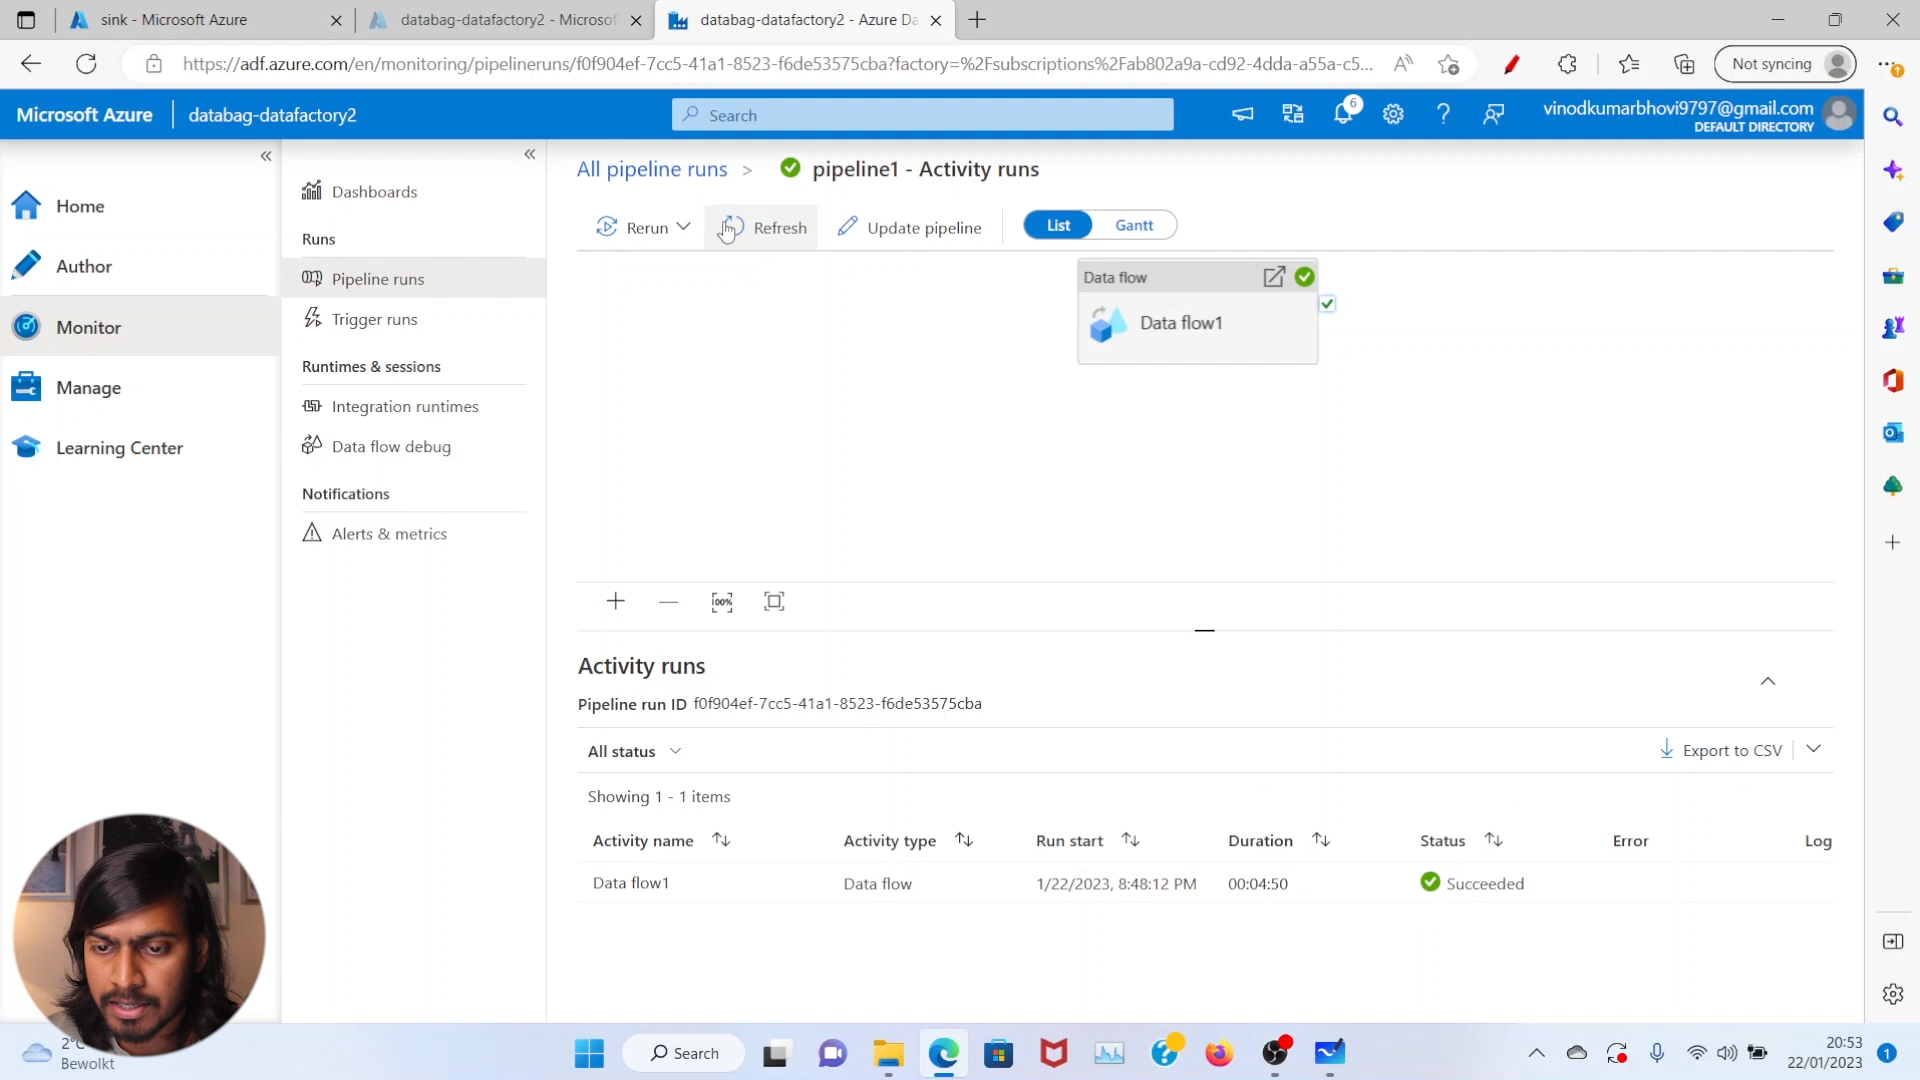 sink - Microsoft Azure
databag-datafactory2 - Microsof
databag-datafactory2 - Azure Da
https://adf.azure.com/en/monitoring/pipelineruns/f0f904ef-7cc5-41a1-8523-f6de53575cba?factory=%2Fsubscriptions%2Fab802a9a-cd92-4dda-a55a-c5...
Not syncing
Microsoft Azure
databag-datafactory2
Search
6
vinodkumarbhovi9797@gmail.com
DEFAULT DIRECTORY
Home
Author
Monitor
Manage
Learning Center
Dashboards
Runs
Pipeline runs
Trigger runs
Runtimes & sessions
Integration runtimes
Data flow debug
Notifications
Alerts & metrics
All pipeline runs > pipeline1 - Activity runs
Rerun
Refresh
Update pipeline
List
Gantt
Data flow
Data flow1
100%
Activity runs
Pipeline run ID f0f904ef-7cc5-41a1-8523-f6de53575cba
All status
Export to CSV
Showing 1 - 1 items
Activity name
Activity type
Run start
Duration
Status
Error
Log
Data flow1
Data flow
1/22/2023, 8:48:12 PM
00:04:50
Succeeded
2°C
Bewolkt
Search
20:53
22/01/2023
1